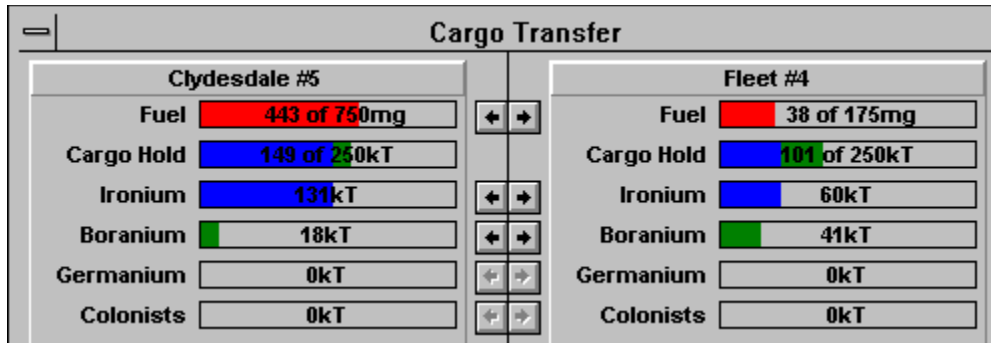 Cargo Transfer
Clydesdale #5
Fuel 443 of 750mg
Cargo Hold 149 of 250kT
Ironium 131kT
Boranium 18kT
Germanium 0kT
Colonists 0kT
Fleet #4
Fuel 38 of 175mg
Cargo Hold 101 of 250kT
Ironium 60kT
Boranium 41kT
Germanium 0kT
Colonists 0kT